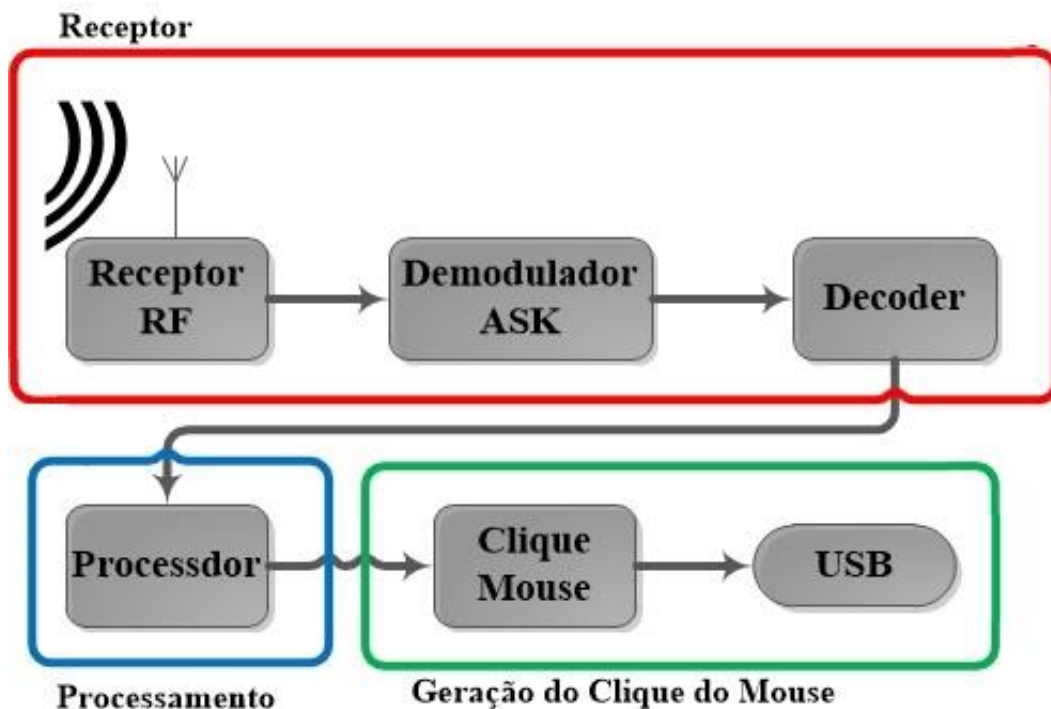 Receptor
Receptor
RF
Demodulador
ASK
Decoder
Processdor
Clique
Mouse
USB
Processamento
Geração do Clique do Mouse